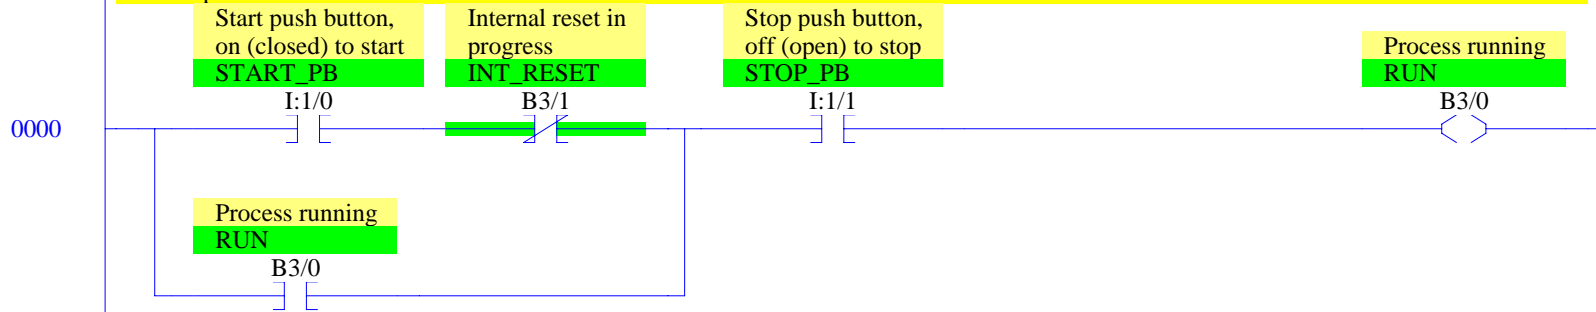 Start push button,
on (closed) to start
START_PB
I:1/0
Internal reset in
progress
INT_RESET
B3/1
Stop push button,
off (open) to stop
STOP_PB
I:1/1
Process running
RUN
B3/0
0000
Process running
RUN
B3/0